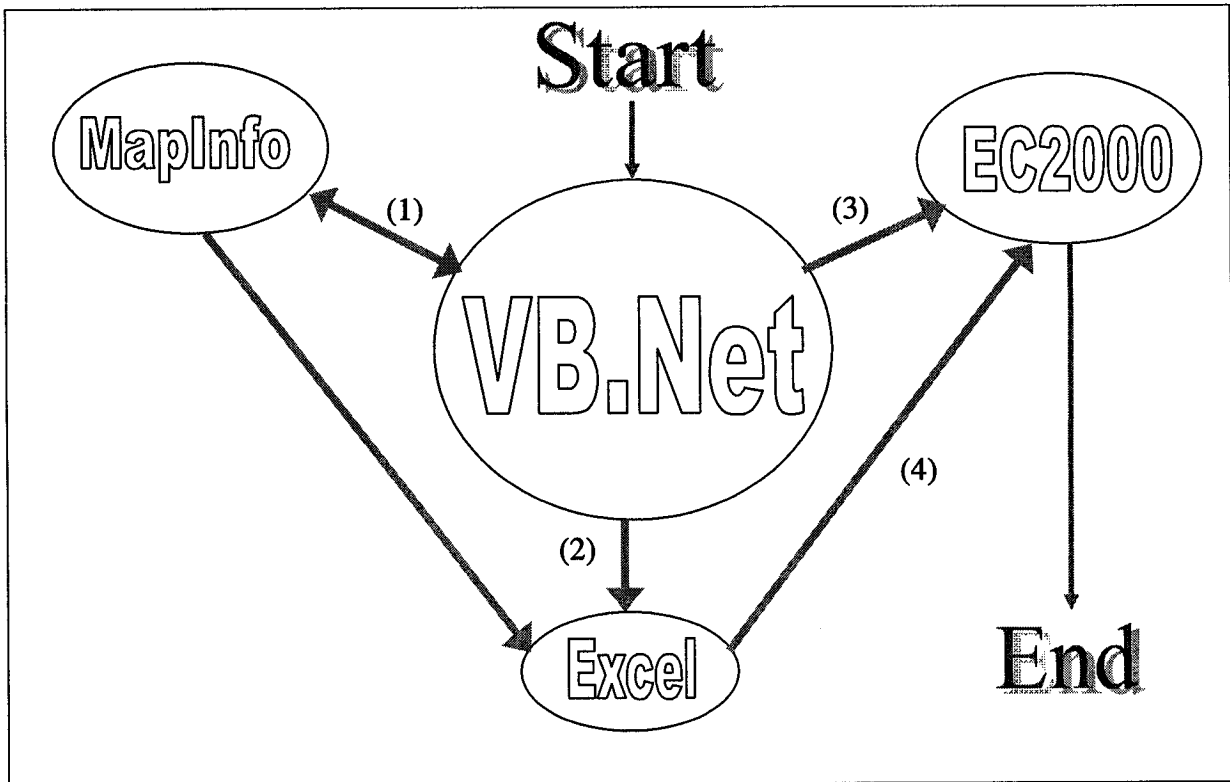 Start
MapInfo
EC2000
(1)
(3)
VB.Net
(4)
(2)
Excel
End